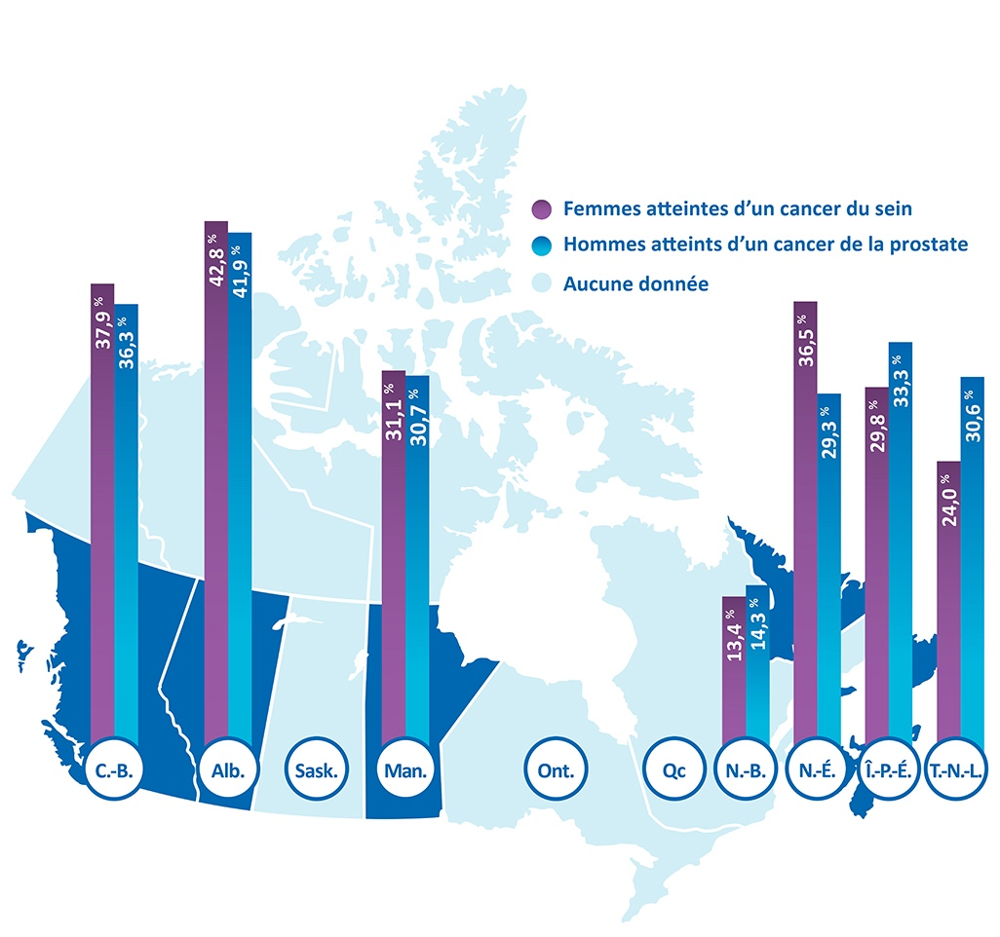 Femmes atteintes d’un cancer du sein
Hommes atteints d’un cancer de la prostate
Aucune donnée
37,9 %
36,3 %
42,8 %
41,9 %
31,1 %
30,7 %
13,4 %
14,3 %
36,5 %
29,3 %
29,8 %
33,3 %
24,0 %
30,6 %
C.-B.
Alb.
Sask.
Man.
Ont.
Qc
N.-B.
N.-É.
Î.-P.-É.
T.-N.-L.